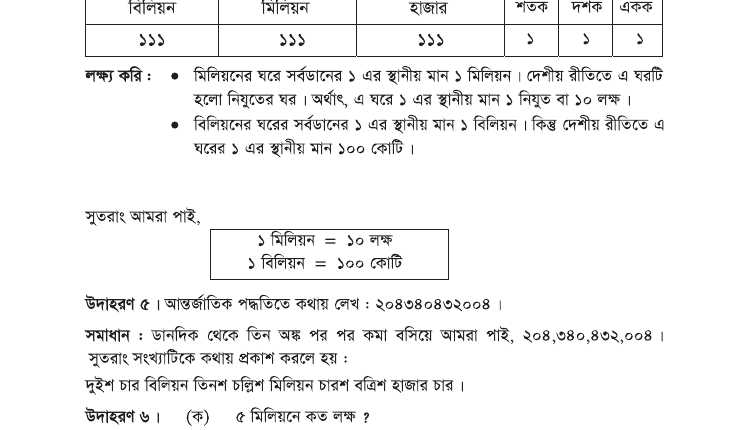 বিলিয়ন মিলিয়ন হাজার শতক দশক একক
১১১ ১১১ ১১১ ১ ১ ১
লক্ষ্য করি : • মিলিয়নের ঘরে সর্বডানের ১ এর স্থানীয় মান ১ মিলিয়ন। দেশীয় রীতিতে এ ঘরটি
হলো নিযুতের ঘর। অর্থাৎ, এ ঘরে ১ এর স্থানীয় মান ১ নিযুত বা ১০ লক্ষ।
• বিলিয়নের ঘরের সর্বডানের ১ এর স্থানীয় মান ১ বিলিয়ন। কিন্তু দেশীয় রীতিতে এ
ঘরের ১ এর স্থানীয় মান ১০০ কোটি।
সুতরাং আমরা পাই,
১ মিলিয়ন = ১০ লক্ষ
১ বিলিয়ন = ১০০ কোটি
উদাহরণ ৫। আন্তর্জাতিক পদ্ধতিতে কথায় লেখ : ২০৪৩৪০৪৩২০০৪।
সমাধান : ডানদিক থেকে তিন অঙ্ক পর পর কমা বসিয়ে আমরা পাই, ২০৪,৩৪০,৪৩২,০০৪।
সুতরাং সংখ্যাটিকে কথায় প্রকাশ করলে হয় :
দুইশ চার বিলিয়ন তিনশ চল্লিশ মিলিয়ন চারশ বত্রিশ হাজার চার।
উদাহরণ ৬। (ক) ৫ মিলিয়নে কত লক্ষ ?